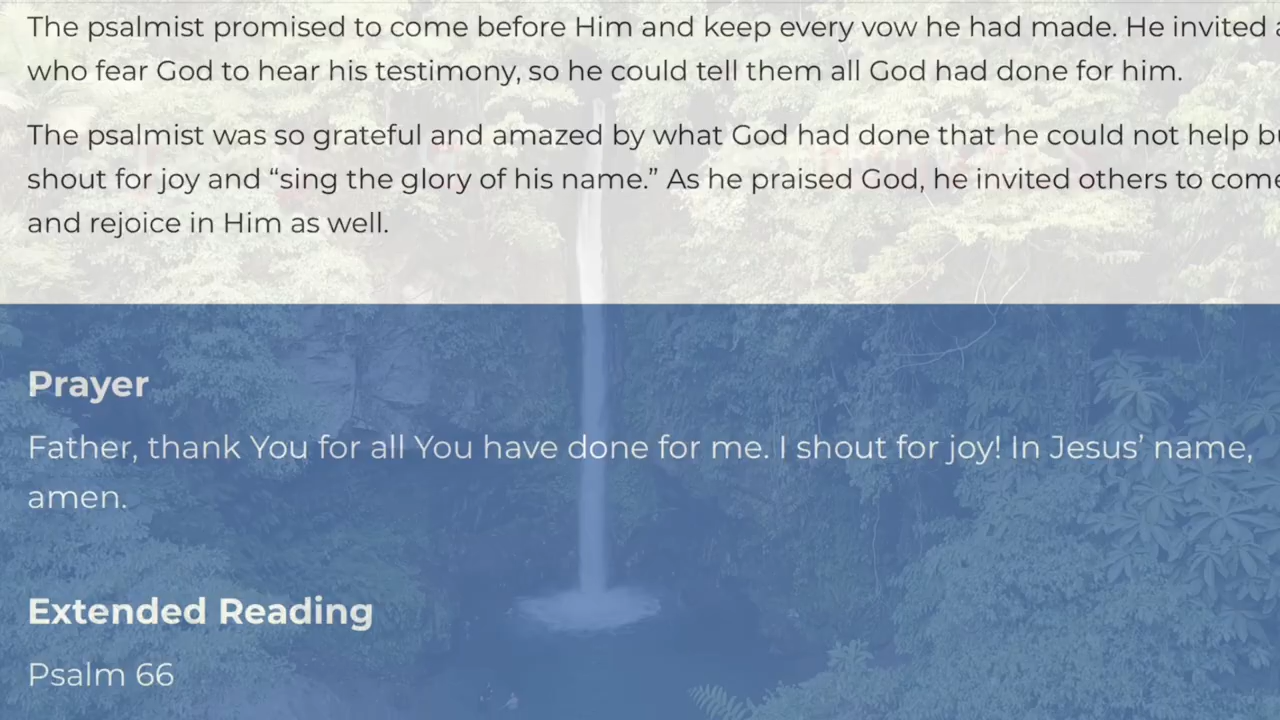 The psalmist promised to come before Him and keep every vow he had made. He invited
who fear God to hear his testimony, so he could tell them all God had done for him.
The psalmist was so grateful and amazed by what God had done that he could not help
shout for joy and “sing the glory of his name.” As he praised God, he invited others to come
and rejoice in Him as well.
Prayer
Father, thank You for all You have done for me. I shout for joy! In Jesus’ name,
amen.
Extended Reading
Psalm 66